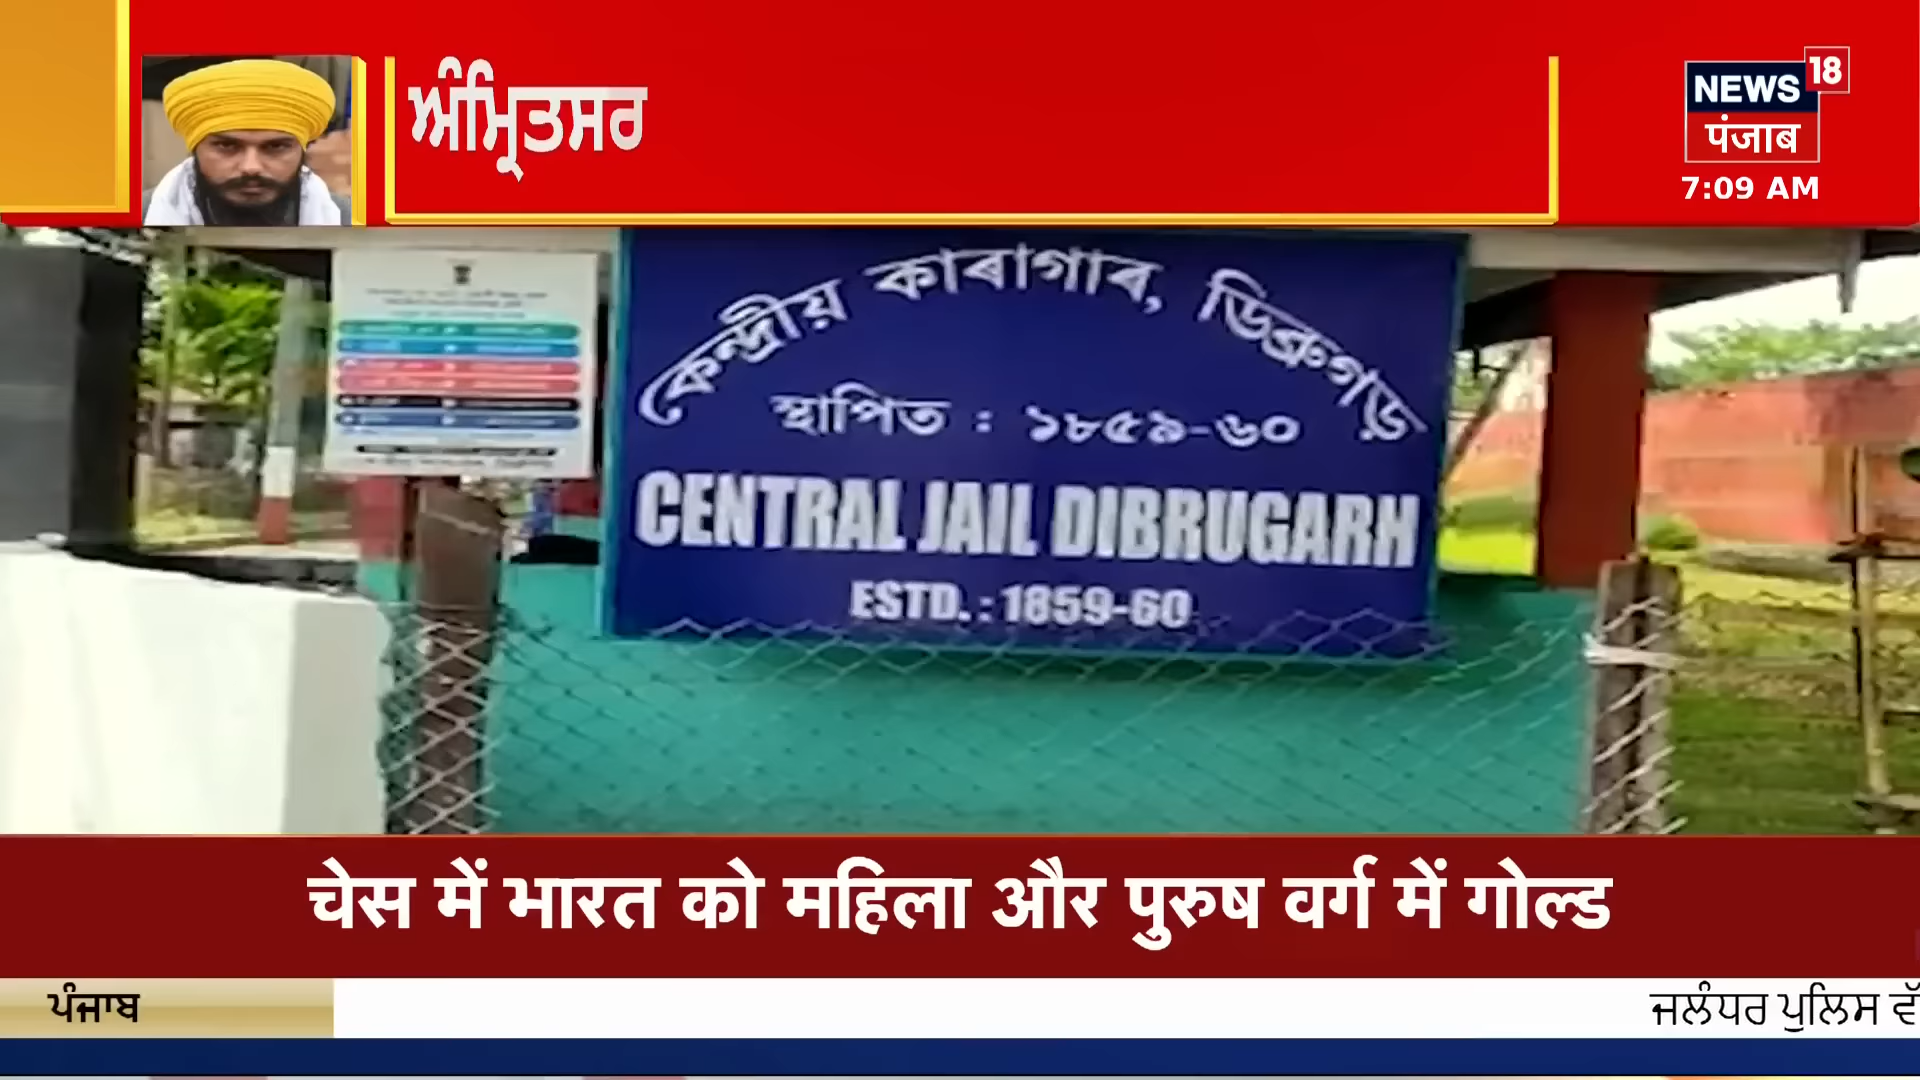 ਅੰਮ੍ਰਿਤਸਰ
NEWS 18
पंजाब
7:09 AM
কেন্দ্ৰীয় কাৰাগাৰ, ডিব্ৰুগড়
স্থাপিত : ১৮৫৯-৬০
CENTRAL JAIL DIBRUGARH
ESTD. : 1859-60
चेस में भारत को महिला और पुरुष वर्ग में गोल्ड
ਪੰਜਾਬ
ਜਲੰਧਰ ਪੁਲਿਸ